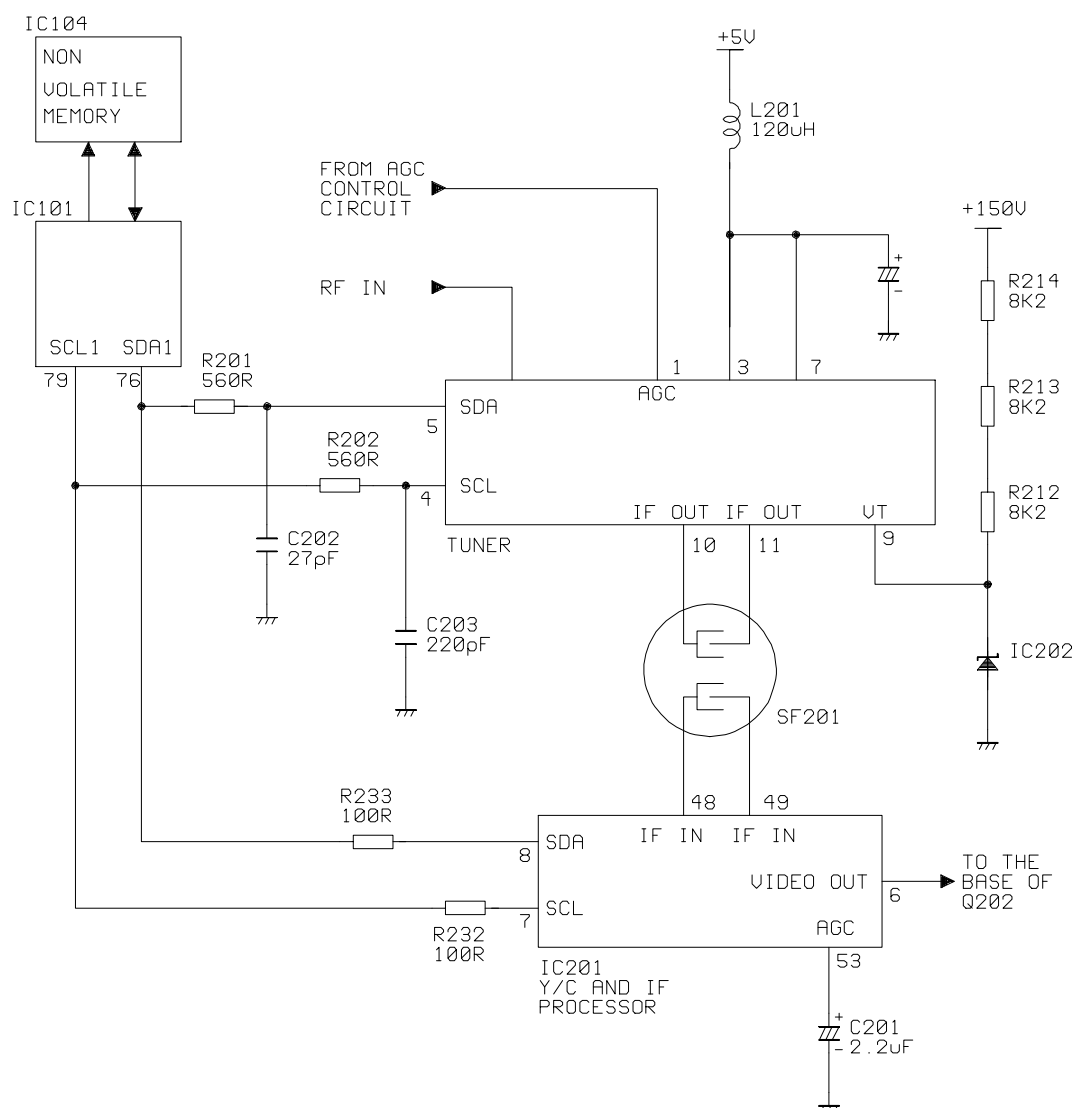 IC104
NON
VOLATILE
MEMORY
+5V
L201
120uH
FROM AGC
CONTROL
CIRCUIT
IC101
+150V
RF IN
+
-
R214
8K2
SCL1 SDA1
79 76
R201
560R
1 3 7
AGC
R213
8K2
SDA
5
R202
560R
SCL
4
R212
8K2
IF OUT IF OUT VT
TUNER
10 11 9
C202
27pF
C203
220pF
IC202
SF201
R233
100R
48 49
IF IN IF IN
SDA
8
VIDEO OUT
6
TO THE
BASE OF
Q202
SCL
7
AGC
R232
100R
53
IC201
Y/C AND IF
PROCESSOR
+
-
C201
2.2uF